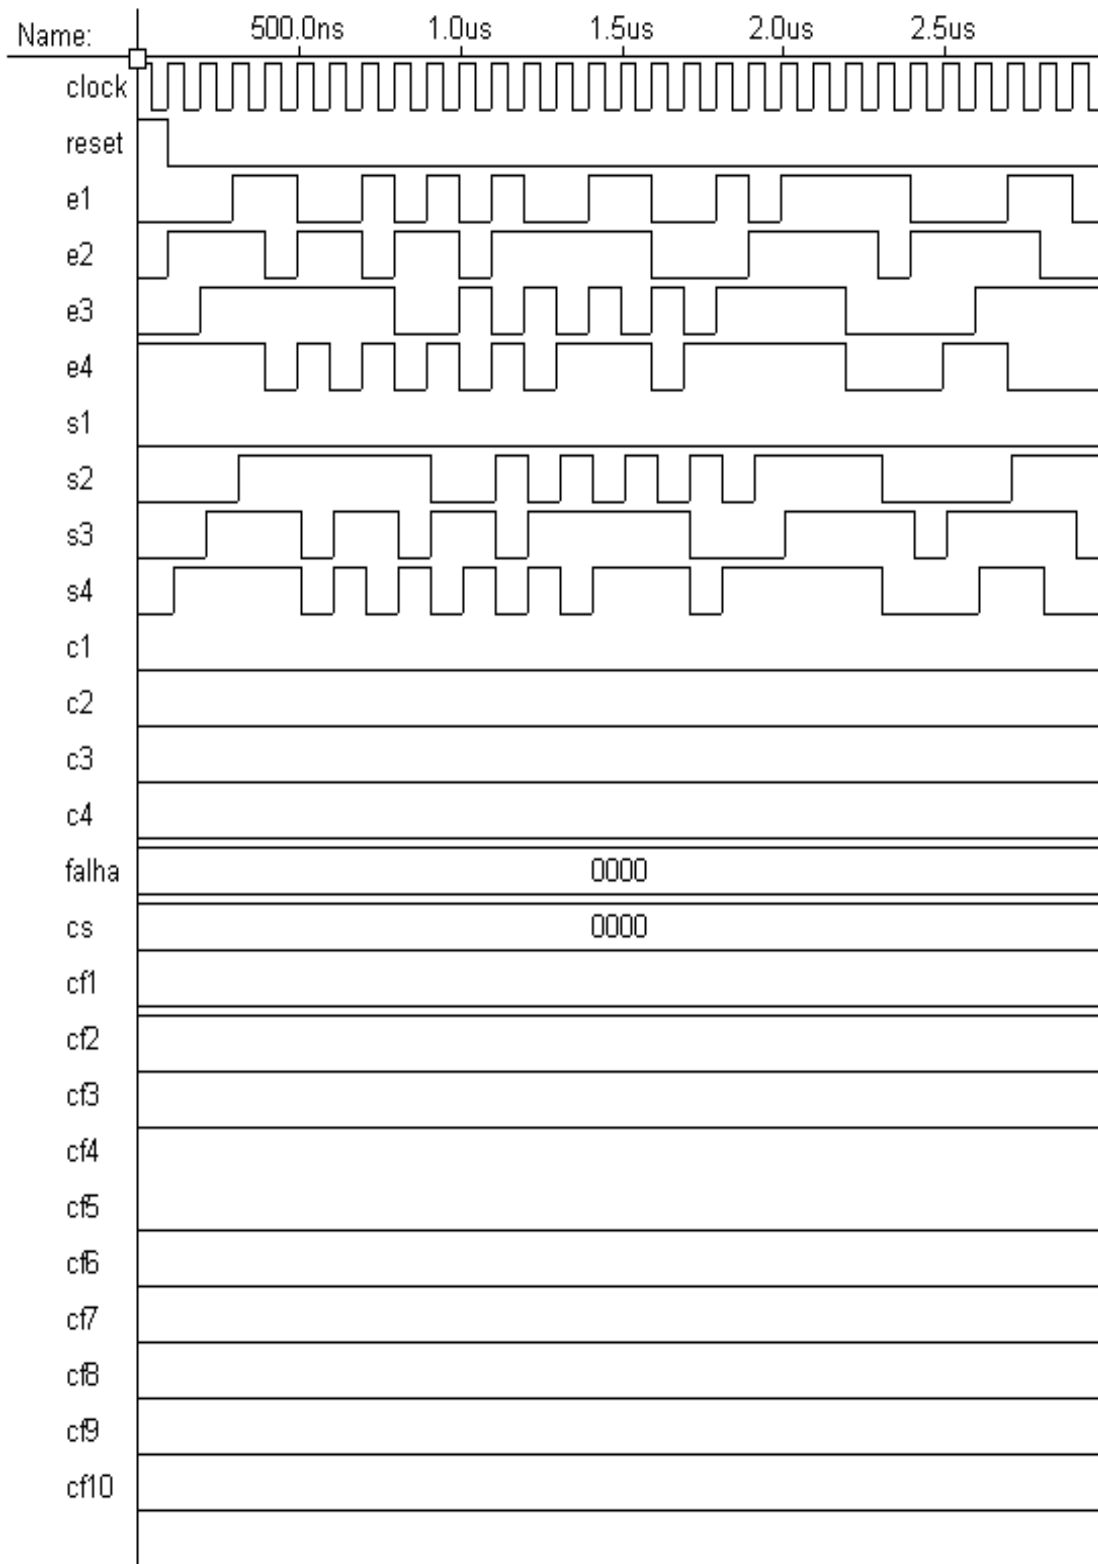 Name: 500.0ns 1.0us 1.5us 2.0us 2.5us
clock
reset
e1
e2
e3
e4
s1
s2
s3
s4
c1
c2
c3
c4
falha 0000
cs 0000
cf1
cf2
cf3
cf4
cf5
cf6
cf7
cf8
cf9
cf10